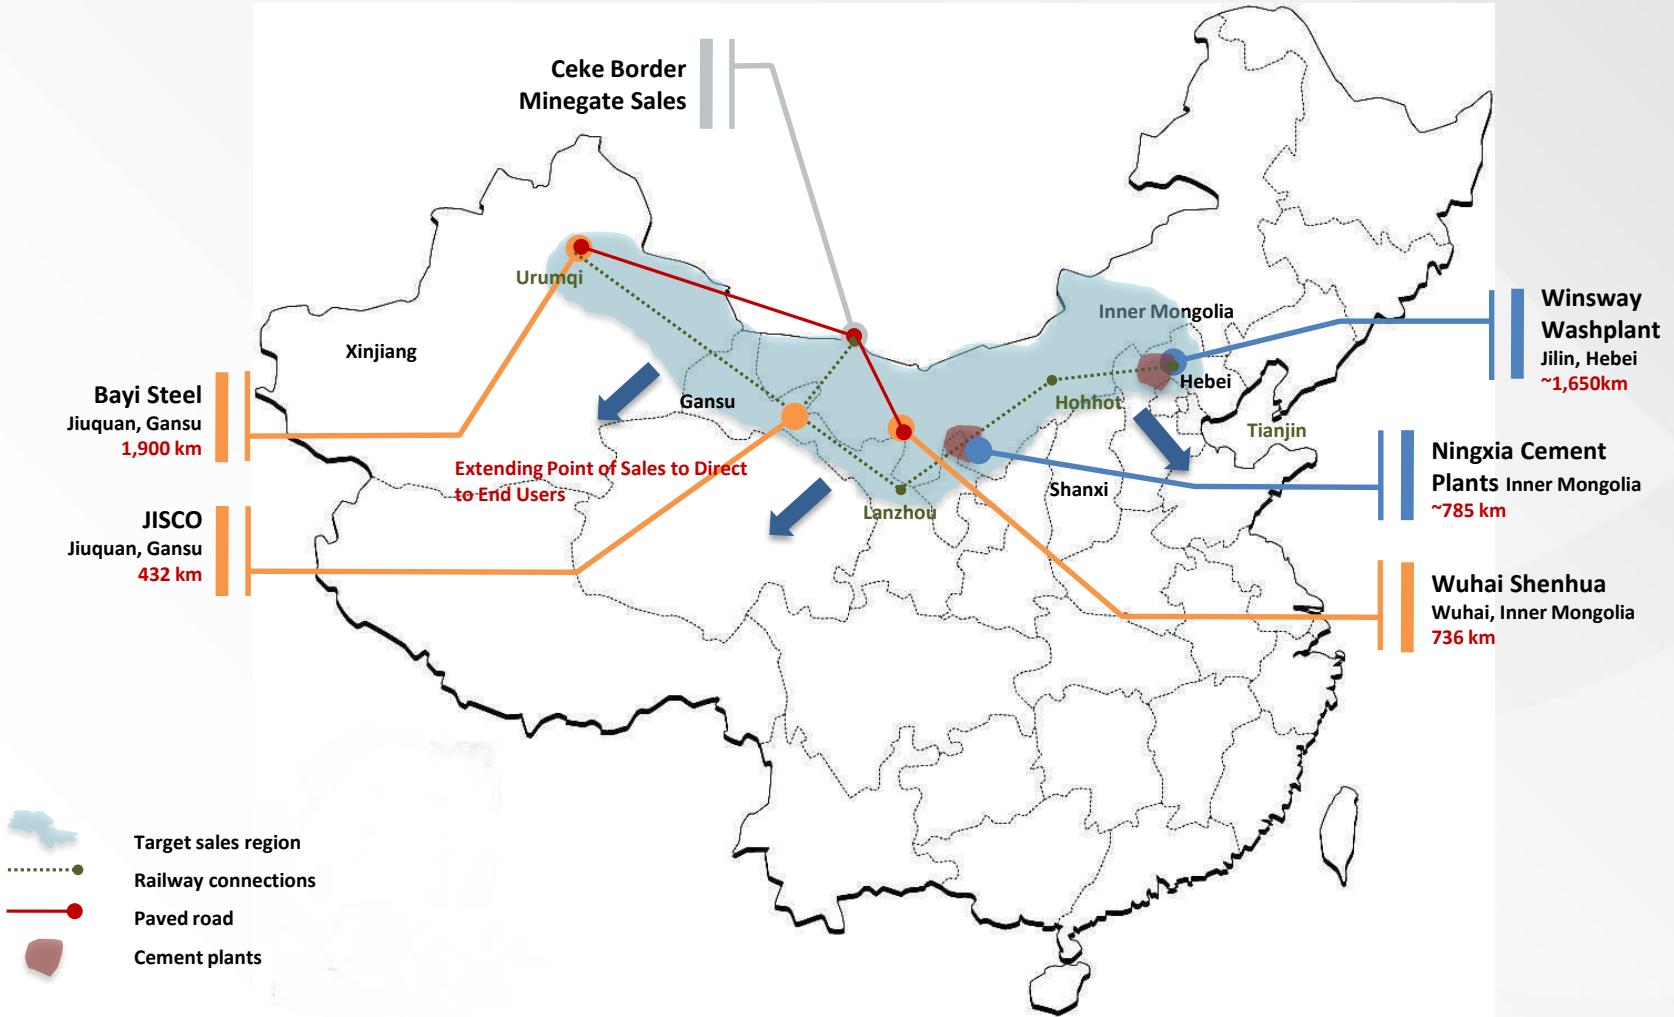 Ceke Border
Minegate Sales
Urumqi
Xinjiang
Gansu
Inner Mongolia
Hebei
Hohhot
Tianjin
Shanxi
Lanzhou
Extending Point of Sales to Direct
to End Users
Bayi Steel
Jiuquan, Gansu
1,900 km
JISCO
Jiuquan, Gansu
432 km
Winsway
Washplant
Jilin, Hebei
~1,650km
Ningxia Cement
Plants Inner Mongolia
~785 km
Wuhai Shenhua
Wuhai, Inner Mongolia
736 km
Target sales region
Railway connections
Paved road
Cement plants